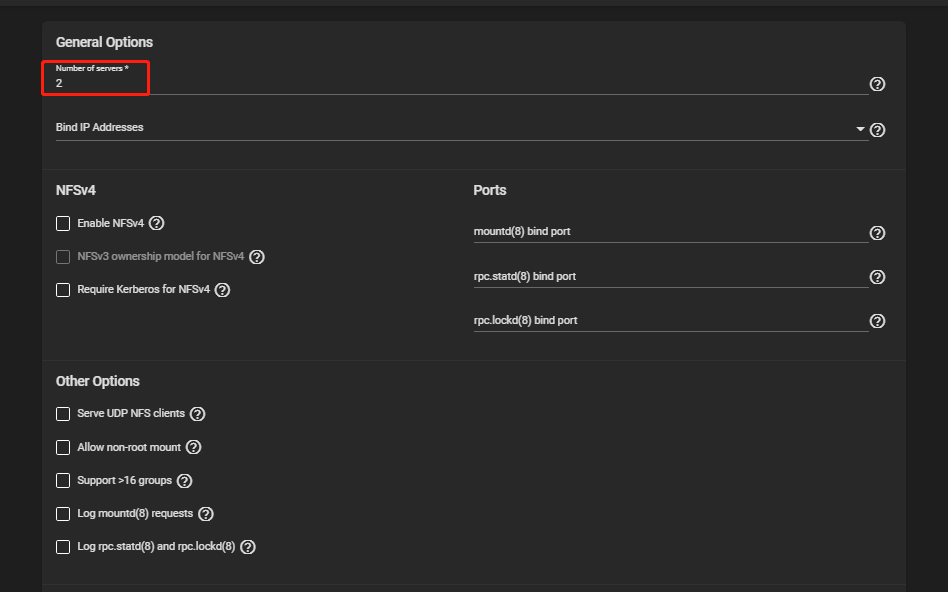 General Options
Number of servers *
2
Bind IP Addresses
NFSv4
Enable NFSv4
NFSv3 ownership model for NFSv4
Require Kerberos for NFSv4
Ports
mountd(8) bind port
rpc.statd(8) bind port
rpc.lockd(8) bind port
Other Options
Serve UDP NFS clients
Allow non-root mount
Support >16 groups
Log mountd(8) requests
Log rpc.statd(8) and rpc.lockd(8)